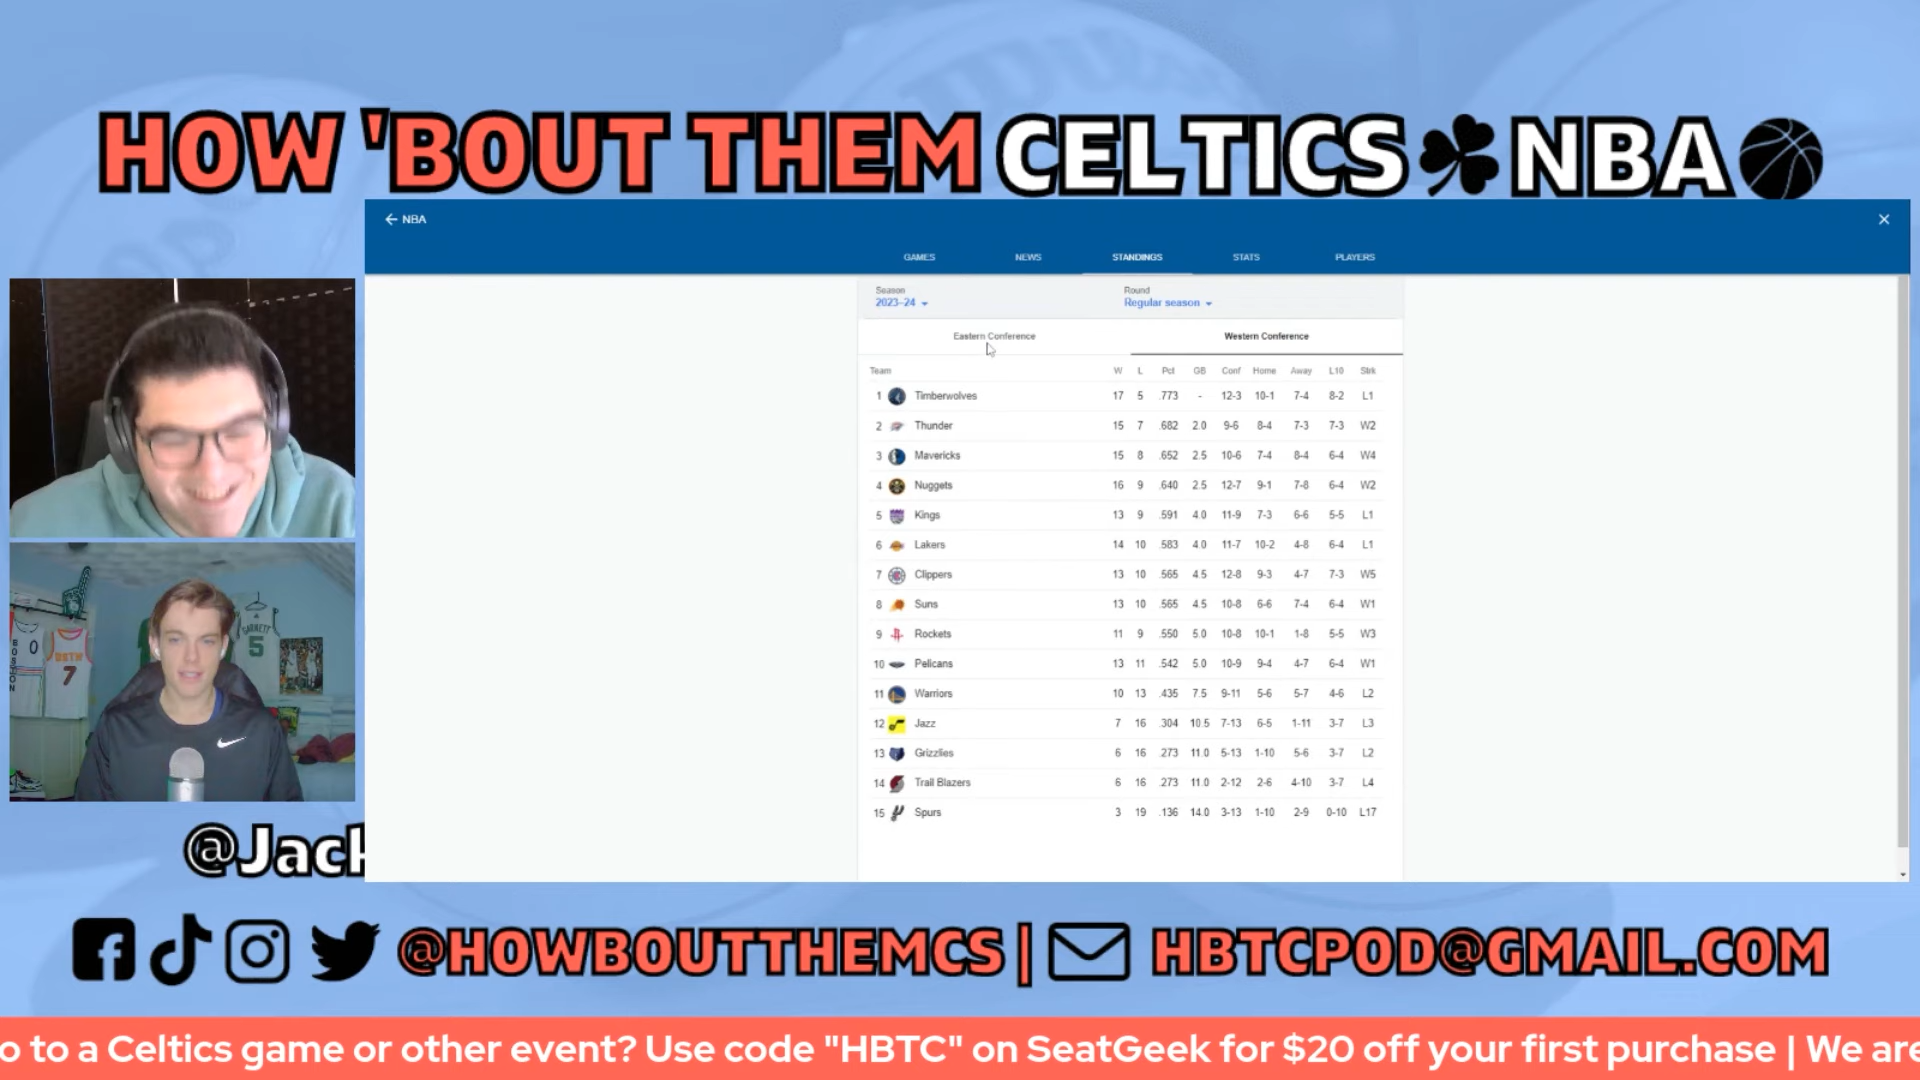 HOW 'BOUT THEM CELTICS NBA
← NBA ×
GAMES NEWS STANDINGS STATS PLAYERS
Season Round
2023–24 Regular season
Eastern Conference Western Conference
Team W L Pct GB Conf Home Away L10 Strk
1 Timberwolves 17 5 .773 - 12-3 10-1 7-4 8-2 L1
2 Thunder 15 7 .682 2.0 9-6 8-4 7-3 7-3 W2
3 Mavericks 15 8 .652 2.5 10-6 7-4 8-4 6-4 W4
4 Nuggets 16 9 .640 2.5 12-7 9-1 7-8 6-4 W2
5 Kings 13 9 .591 4.0 11-9 7-3 6-6 5-5 L1
6 Lakers 14 10 .583 4.0 11-7 10-2 4-8 6-4 L1
7 Clippers 13 10 .565 4.5 12-8 9-3 4-7 7-3 W5
8 Suns 13 10 .565 4.5 10-8 6-6 7-4 6-4 W1
9 Rockets 11 9 .550 5.0 10-8 10-1 1-8 5-5 W3
10 Pelicans 13 11 .542 5.0 10-9 9-4 4-7 6-4 W1
11 Warriors 10 13 .435 7.5 9-11 5-6 5-7 4-6 L2
12 Jazz 7 16 .304 10.5 7-13 6-5 1-11 3-7 L3
13 Grizzlies 6 16 .273 11.0 5-13 1-10 5-6 3-7 L2
14 Trail Blazers 6 16 .273 11.0 2-12 2-6 4-10 3-7 L4
15 Spurs 3 19 .136 14.0 3-13 1-10 2-9 0-10 L17
BOSTON
0
7
GARNETT
5
@Jack
@HOWBOUTTHEMCS | HBTCPOD@GMAIL.COM
o to a Celtics game or other event? Use code "HBTC" on SeatGeek for $20 off your first purchase | We are